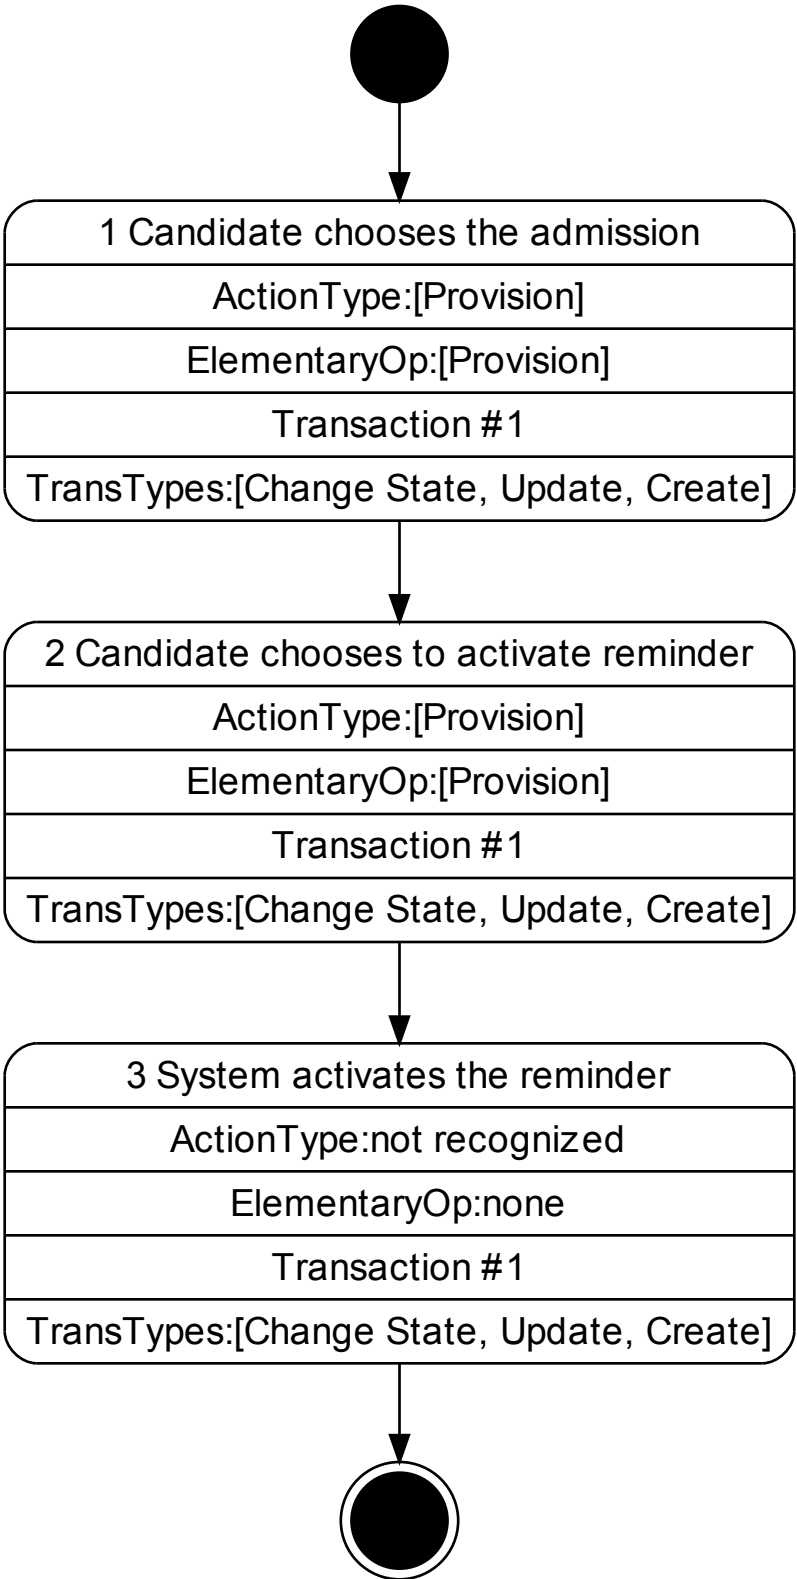 1 Candidate chooses the admission
ActionType:[Provision]
ElementaryOp:[Provision]
Transaction #1
TransTypes:[Change State, Update, Create]
2 Candidate chooses to activate reminder
ActionType:[Provision]
ElementaryOp:[Provision]
Transaction #1
TransTypes:[Change State, Update, Create]
3 System activates the reminder
ActionType:not recognized
ElementaryOp:none
Transaction #1
TransTypes:[Change State, Update, Create]